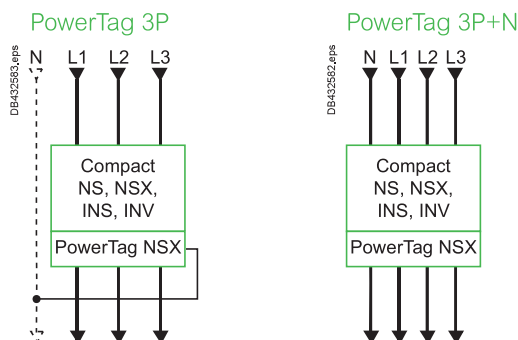 PowerTag 3P
DB432583.eps
N L1 L2 L3
Compact
NS, NSX,
INS, INV
PowerTag NSX
PowerTag 3P+N
DB432582.eps
N L1 L2 L3
Compact
NS, NSX,
INS, INV
PowerTag NSX